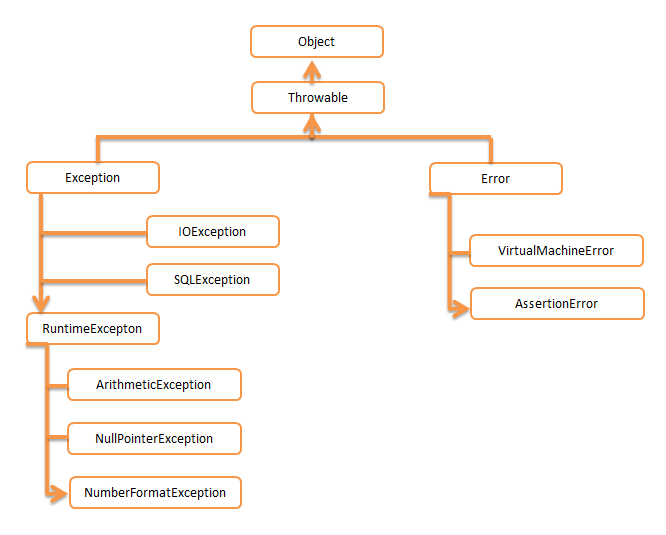 Object
Throwable
Exception
Error
IOException
VirtualMachineError
SQLException
AssertionError
RuntimeExcepton
ArithmeticException
NullPointerException
NumberFormatException